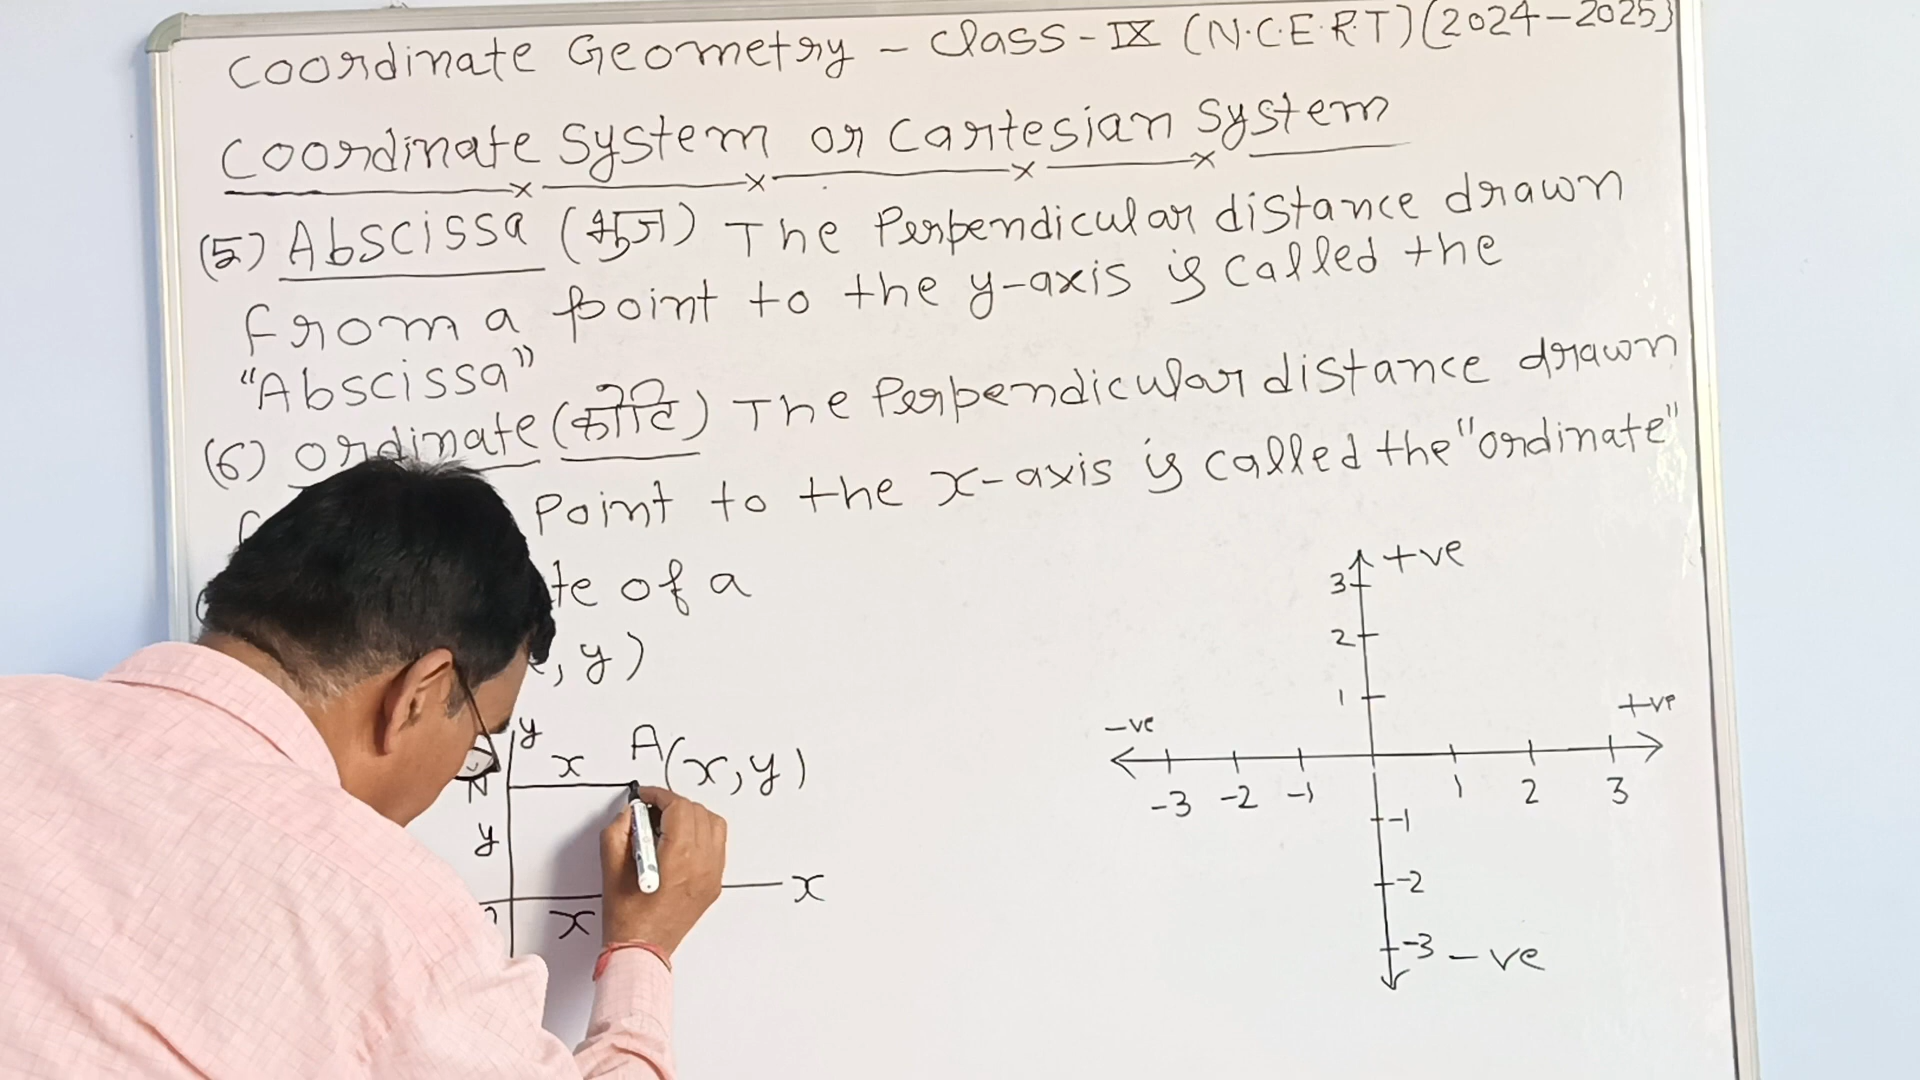 Coordinate Geometry - Class-IX (N.C.E.R.T) (2024-2025)
Coordinate System or Cartesian System
(5) Abscissa (भुज) The Perpendicular distance drawn
from a point to the y-axis is called the
"Abscissa"
(6) Ordinate (कोटि) The Perpendicular distance drawn
Point to the x-axis is called the "ordinate"
of a
, y)
y
x A(x,y)
N
y
x
x
+ve
3
2
1
-ve +ve
-3 -2 -1 1 2 3
-1
-2
-3 -ve